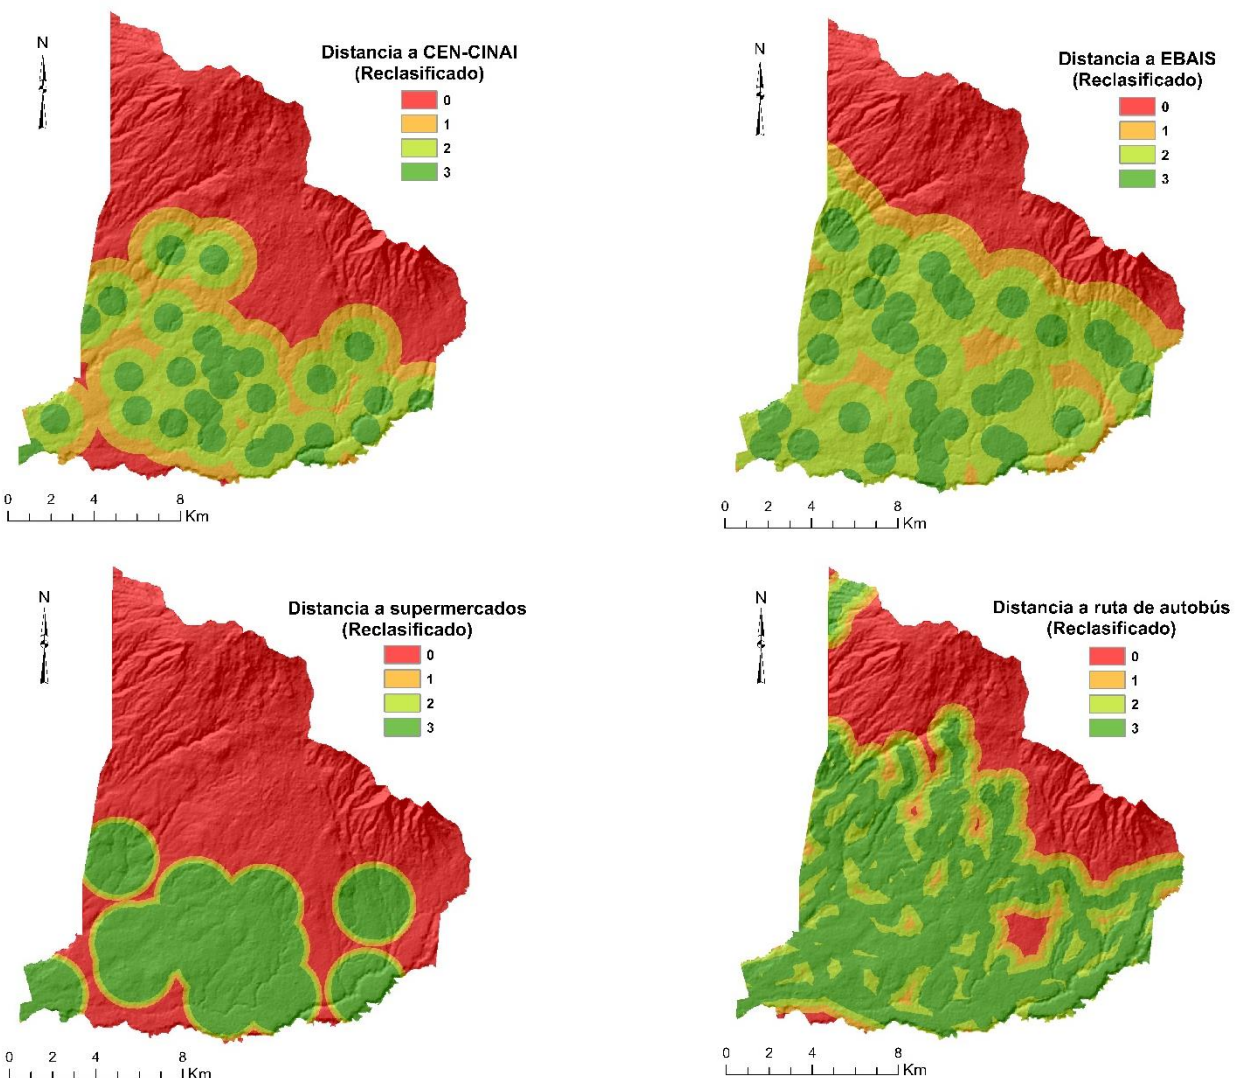 N
Distancia a CEN-CINAI
(Reclasificado)
0
1
2
3
0 2 4 8
Km
N
Distancia a EBAIS
(Reclasificado)
0
1
2
3
0 2 4 8
Km
N
Distancia a supermercados
(Reclasificado)
0
1
2
3
0 2 4 8
Km
N
Distancia a ruta de autobús
(Reclasificado)
0
1
2
3
0 2 4 8
Km